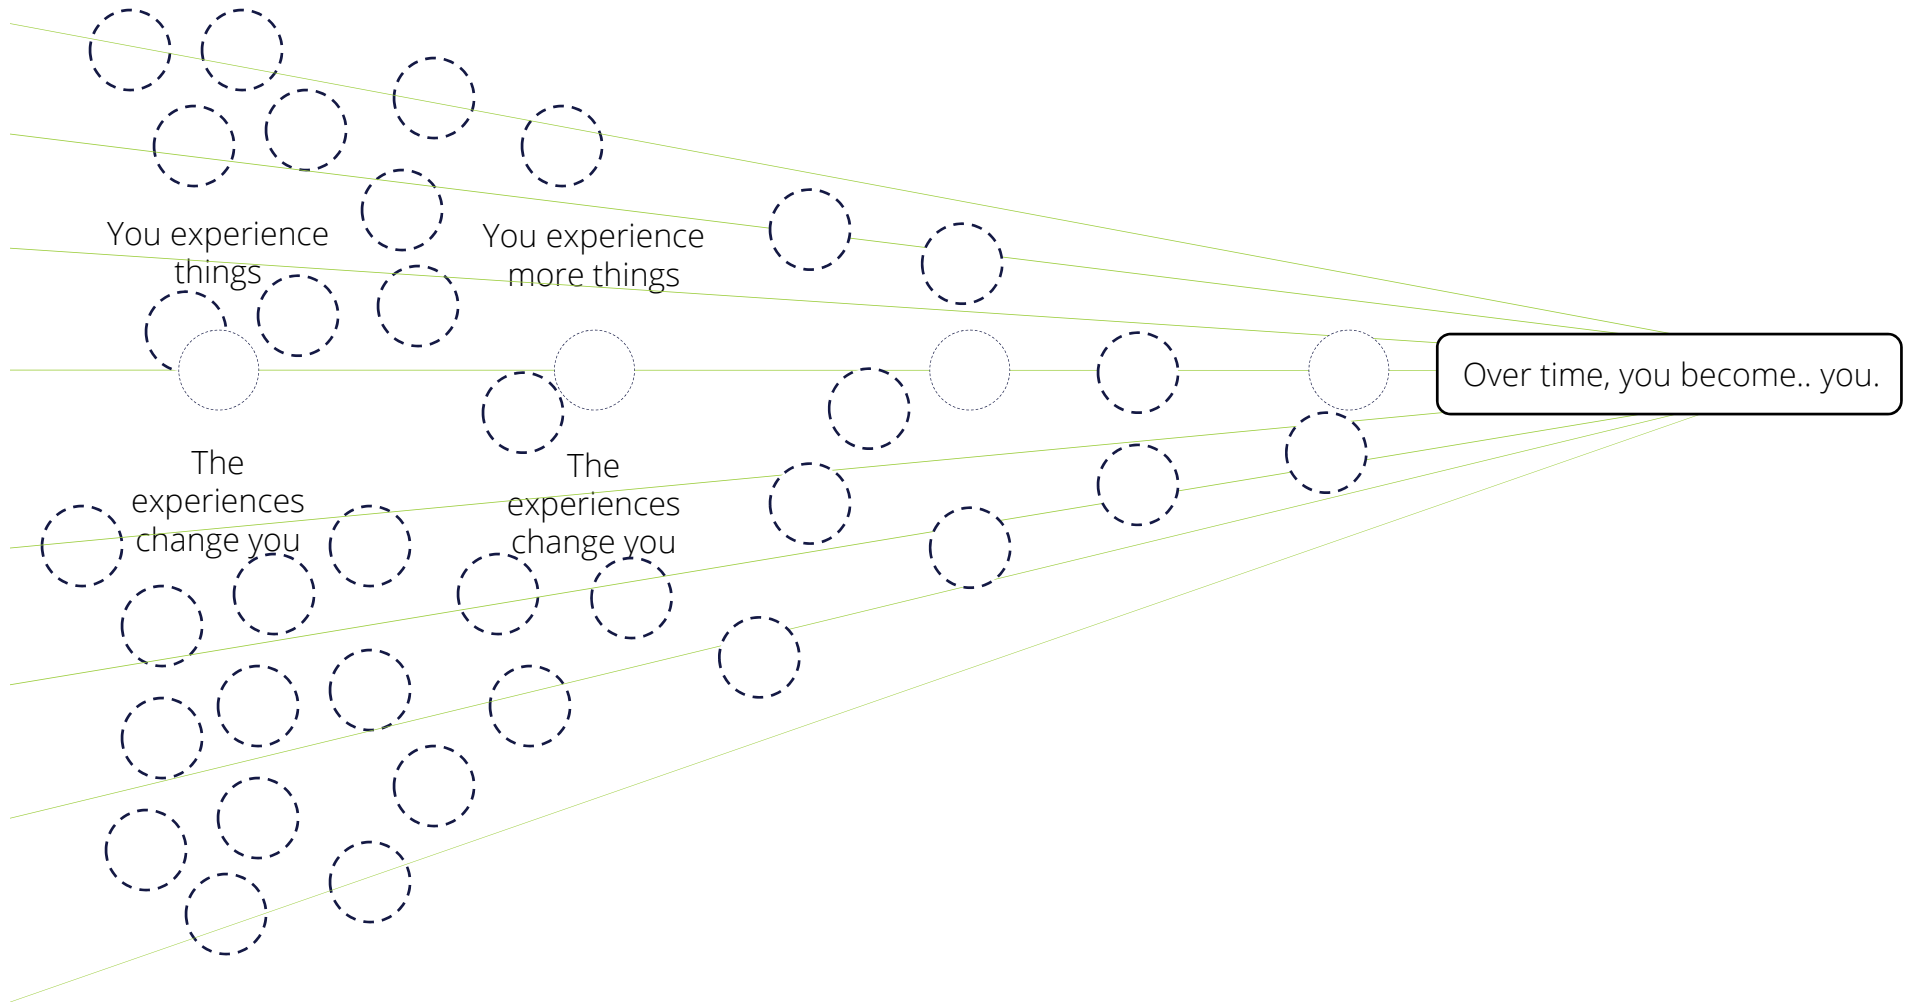 You experience
things
You experience
more things
Over time, you become.. you.
The
experiences
change you
The
experiences
change you